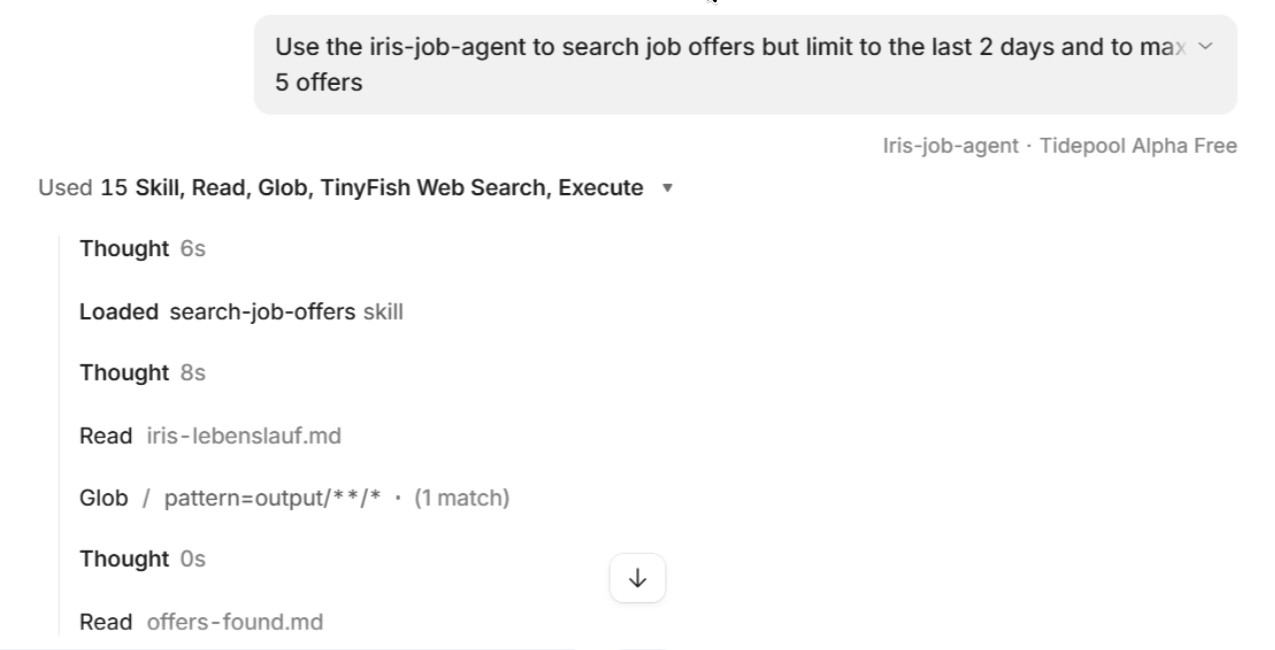 Use the iris-job-agent to search job offers but limit to the last 2 days and to max
5 offers
Iris-job-agent · Tidepool Alpha Free
Used 15 Skill, Read, Glob, TinyFish Web Search, Execute
Thought 6s
Loaded search-job-offers skill
Thought 8s
Read iris-lebenslauf.md
Glob / pattern=output/**/* · (1 match)
Thought 0s
Read offers-found.md